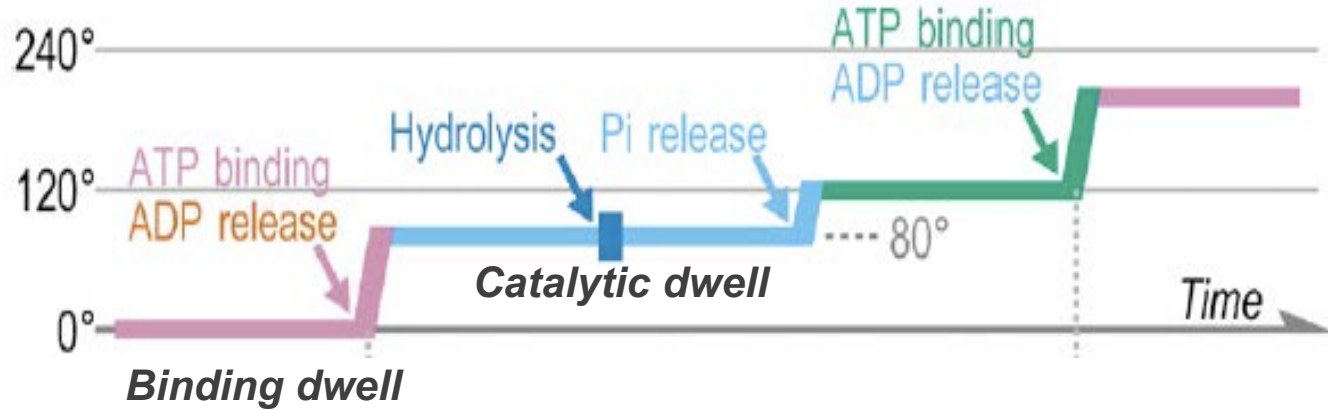 240°
ATP binding
ADP release
Hydrolysis
Pi release
120°
ATP binding
ADP release
80°
Catalytic dwell
Time
0°
Binding dwell